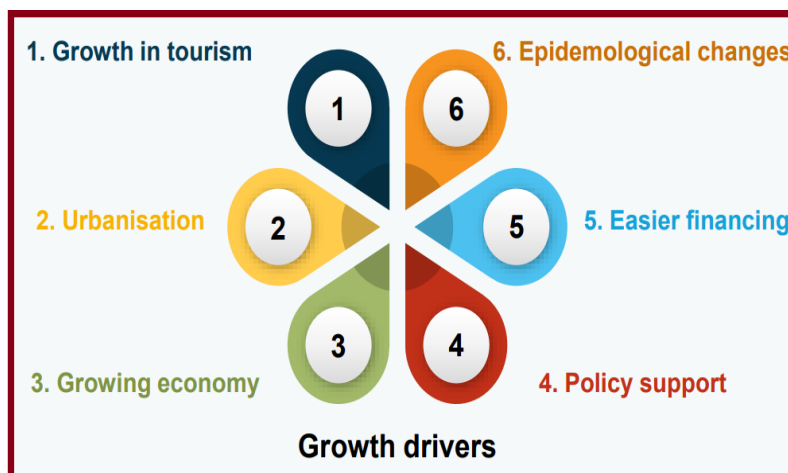 1. Growth in tourism
6. Epidemological changes
1
6
2. Urbanisation
2
5
5. Easier financing
3
4
3. Growing economy
4. Policy support
Growth drivers